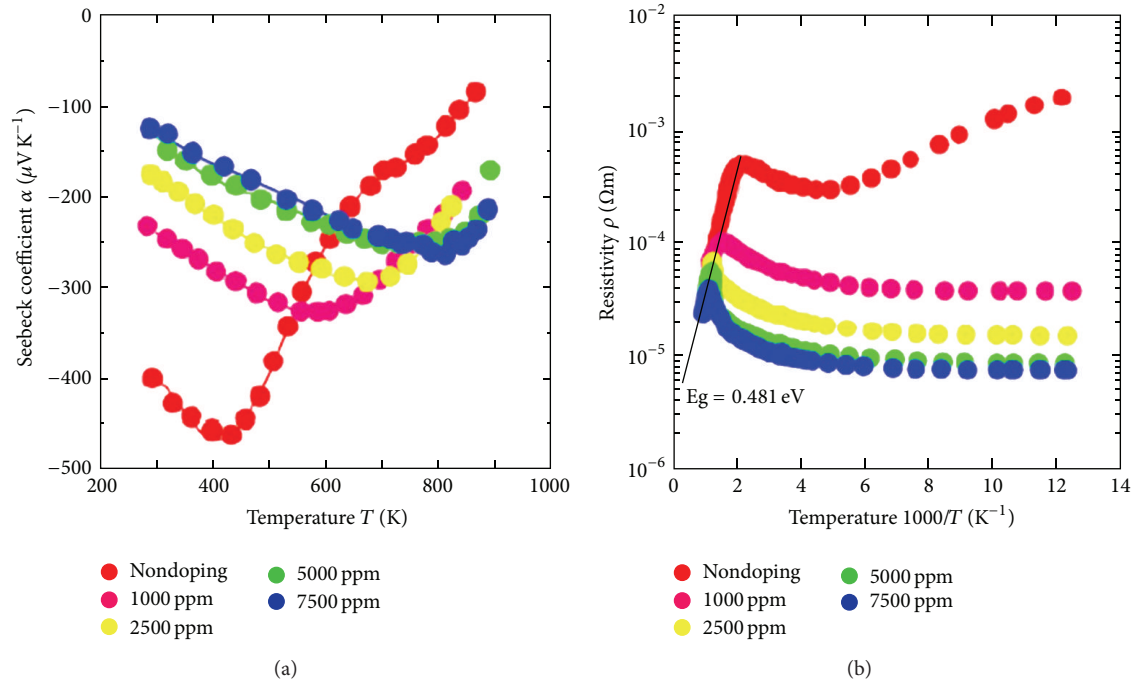 0
−100
−200
−300
−400
−500
Seebeck coefficient α (μV K⁻¹)
200
400
600
800
1000
Temperature T (K)
Nondoping
1000 ppm
2500 ppm
5000 ppm
7500 ppm
(a)
10⁻²
10⁻³
10⁻⁴
10⁻⁵
10⁻⁶
Resistivity ρ (Ωm)
Eg = 0.481 eV
0
2
4
6
8
10
12
14
Temperature 1000/T (K⁻¹)
Nondoping
1000 ppm
2500 ppm
5000 ppm
7500 ppm
(b)